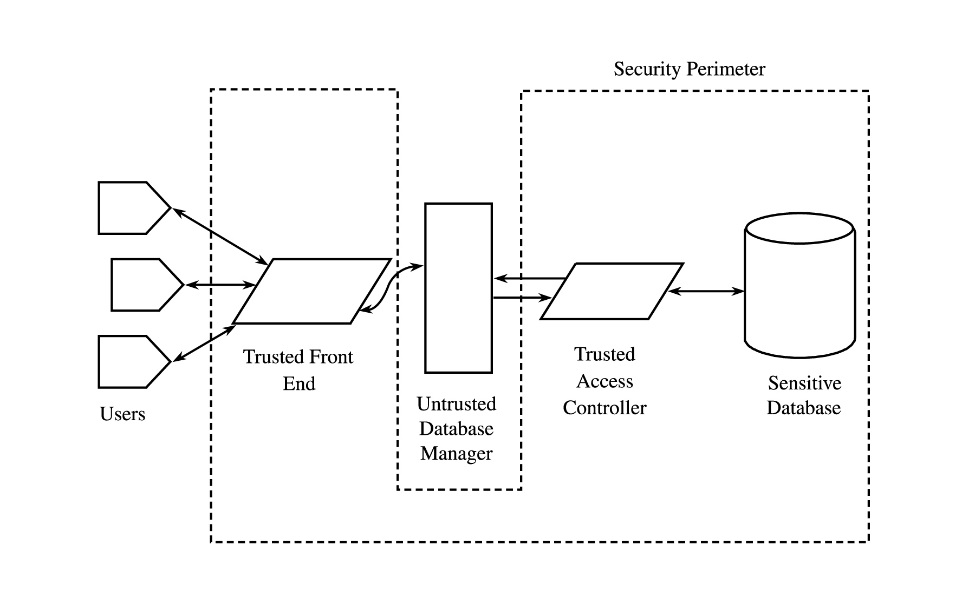 Security Perimeter
Trusted Front
End
Users
Untrusted
Database
Manager
Trusted
Access
Controller
Sensitive
Database